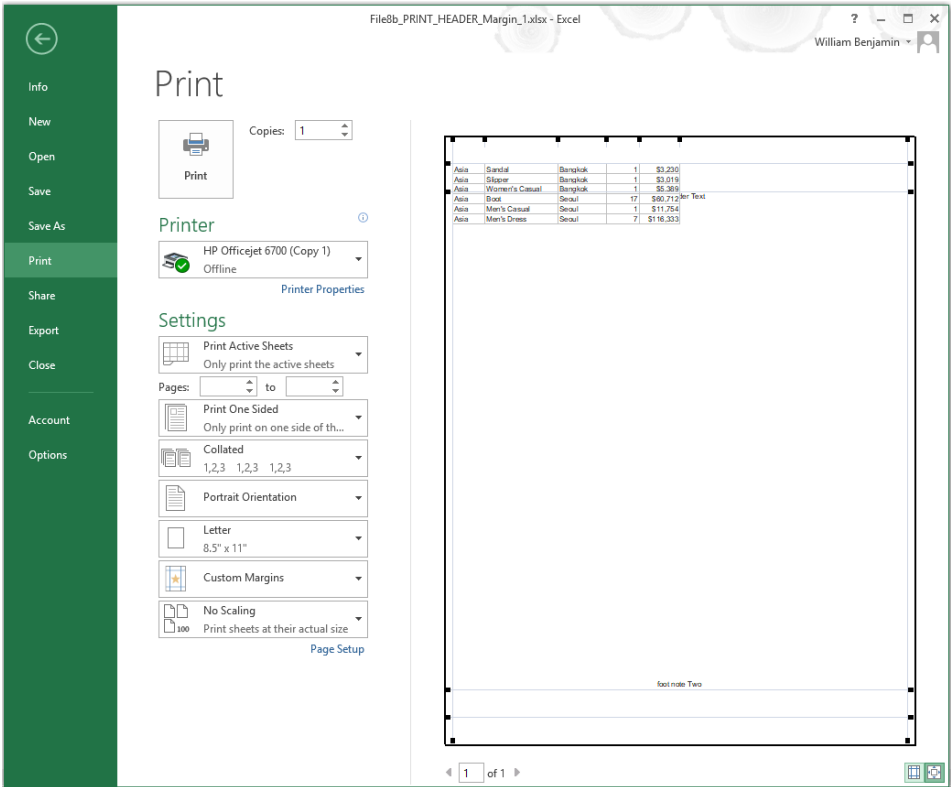 File8b_PRINT_HEADER_Margin_1.xlsx - Excel
?
William Benjamin
Info
New
Open
Save
Save As
Print
Share
Export
Close
Account
Options
Print
Print
Copies: 1
Printer
HP Officejet 6700 (Copy 1)
Offline
Printer Properties
Settings
Print Active Sheets
Only print the active sheets
Pages: to
Print One Sided
Only print on one side of th...
Collated
1,2,3 1,2,3 1,2,3
Portrait Orientation
Letter
8.5" x 11"
Custom Margins
No Scaling
100 Print sheets at their actual size
Page Setup
Asia Sandal Bangkok 1 $3,230
Asia Slipper Bangkok 1 $3,019
Asia Women's Casual Bangkok 1 $5,389
Asia Boot Seoul 17 $60,712 der Text
Asia Men's Casual Seoul 1 $11,754
Asia Men's Dress Seoul 7 $116,333
foot note Two
1 of 1